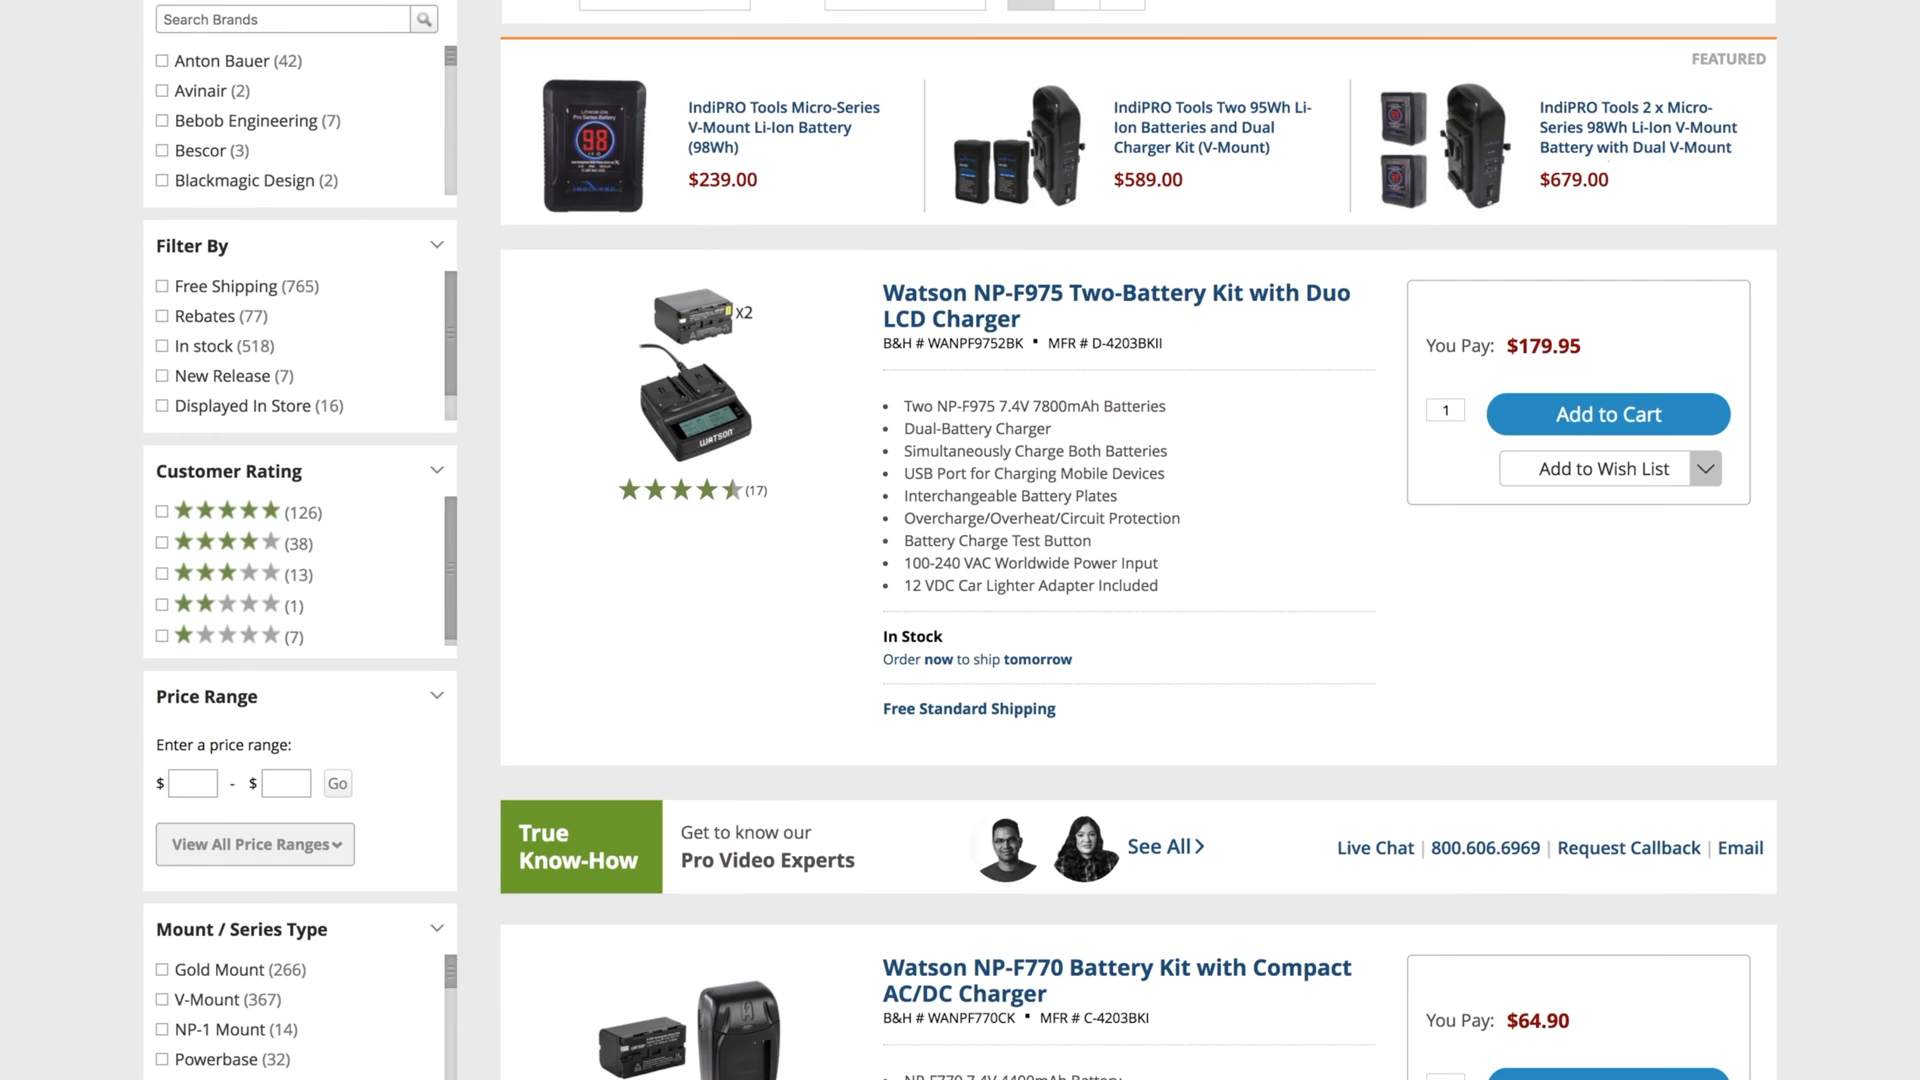 Search Brands
Anton Bauer (42)
Avinair (2)
Bebob Engineering (7)
Bescor (3)
Blackmagic Design (2)
Filter By
Free Shipping (765)
Rebates (77)
In stock (518)
New Release (7)
Displayed In Store (16)
Customer Rating
(126)
(38)
(13)
(1)
(7)
Price Range
Enter a price range:
$ - $ Go
View All Price Ranges
Mount / Series Type
Gold Mount (266)
V-Mount (367)
NP-1 Mount (14)
Powerbase (32)
FEATURED
98
IndiPRO Tools Micro-Series
V-Mount Li-Ion Battery
(98Wh)
$239.00
IndiPRO Tools Two 95Wh Li-
Ion Batteries and Dual
Charger Kit (V-Mount)
$589.00
IndiPRO Tools 2 x Micro-
Series 98Wh Li-Ion V-Mount
Battery with Dual V-Mount
$679.00
x2
WATSON
(17)
Watson NP-F975 Two-Battery Kit with Duo
LCD Charger
B&H # WANPF9752BK ▪ MFR # D-4203BKII
• Two NP-F975 7.4V 7800mAh Batteries
• Dual-Battery Charger
• Simultaneously Charge Both Batteries
• USB Port for Charging Mobile Devices
• Interchangeable Battery Plates
• Overcharge/Overheat/Circuit Protection
• Battery Charge Test Button
• 100-240 VAC Worldwide Power Input
• 12 VDC Car Lighter Adapter Included
In Stock
Order now to ship tomorrow
Free Standard Shipping
You Pay: $179.95
1
Add to Cart
Add to Wish List
True
Know-How
Get to know our
Pro Video Experts
See All
Live Chat | 800.606.6969 | Request Callback | Email
Watson NP-F770 Battery Kit with Compact
AC/DC Charger
B&H # WANPF770CK ▪ MFR # C-4203BKI
NP-F770 7.4V 4400mAh Battery
You Pay: $64.90